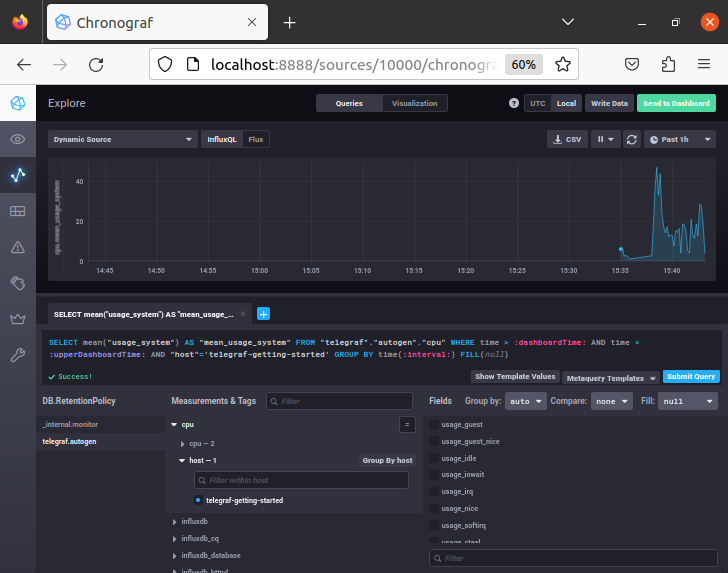 Chronograf
localhost:8888/sources/10000/chronogra
60%
Explore
Queries
Visualization
?
UTC
Local
Write Data
Send to Dashboard
Dynamic Source
InfluxQL
Flux
CSV
Past 1h
cpu.mean_usage_system
40
20
0
14:45
14:50
14:55
15:00
15:05
15:10
15:15
15:20
15:25
15:30
15:35
15:40
SELECT mean("usage_system") AS "mean_usage_...
SELECT mean("usage_system") AS "mean_usage_system" FROM "telegraf"."autogen"."cpu" WHERE time > :dashboardTime: AND time <
:upperDashboardTime: AND "host"='telegraf-getting-started' GROUP BY time(:interval:) FILL(null)
Success!
Show Template Values
Metaquery Templates
Submit Query
DB.RetentionPolicy
Measurements & Tags
Filter
Fields
Group by:
auto
Compare:
none
Fill:
null
_internal.monitor
telegraf.autogen
cpu
cpu — 2
host — 1
Group By host
Filter within host
telegraf-getting-started
influxdb
influxdb_cq
influxdb_database
influxdb_httpd
usage_guest
usage_guest_nice
usage_idle
usage_iowait
usage_irq
usage_nice
usage_softirq
usage_steal
Filter